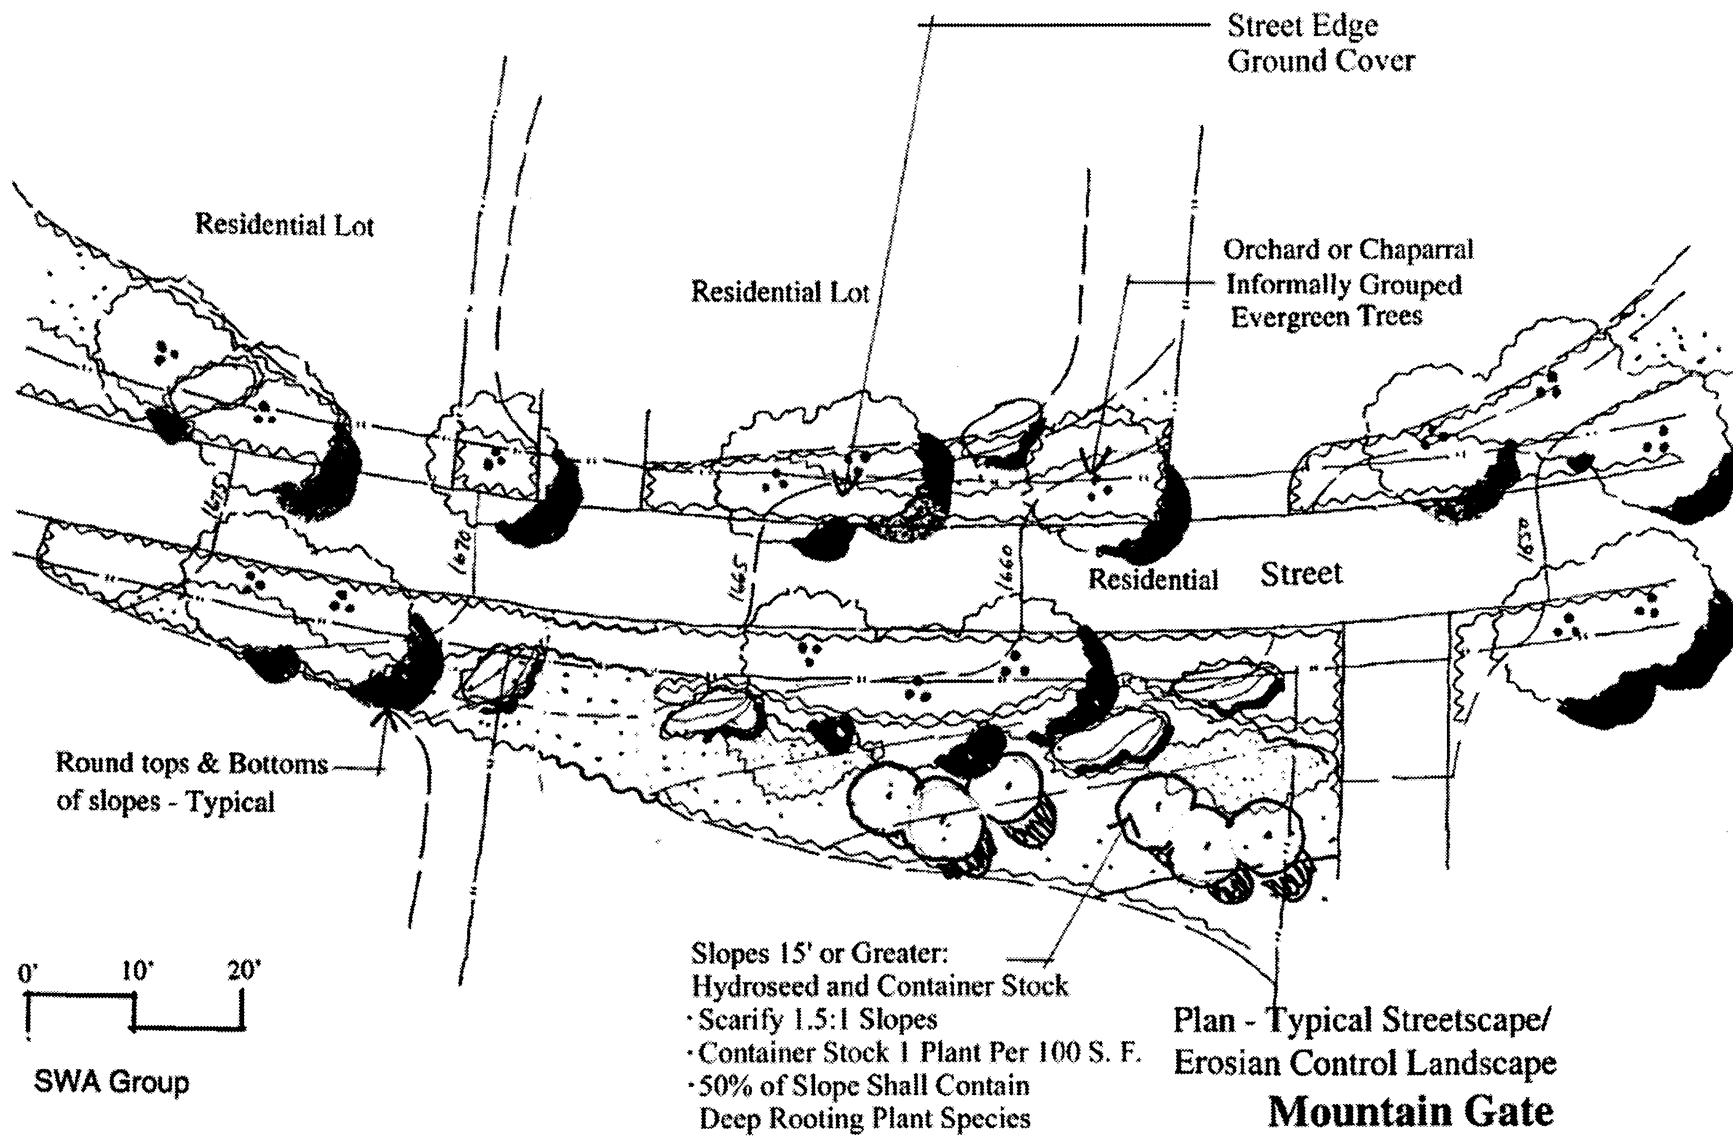 Street Edge
Ground Cover
Residential Lot
Residential Lot
Orchard or Chaparral
Informally Grouped
Evergreen Trees
1675
1670
1665
1660
1650
Residential Street
Round tops & Bottoms
of slopes - Typical
0' 10' 20'
SWA Group
Slopes 15' or Greater:
Hydroseed and Container Stock
·Scarify 1.5:1 Slopes
·Container Stock 1 Plant Per 100 S. F.
·50% of Slope Shall Contain
Deep Rooting Plant Species
Plan - Typical Streetscape/
Erosian Control Landscape
Mountain Gate